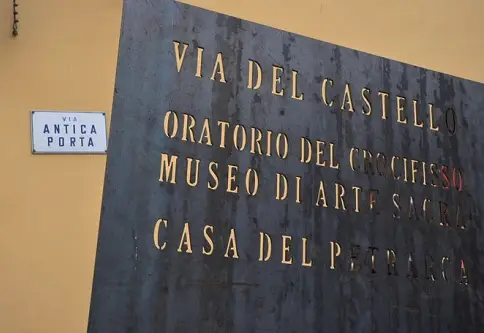 VIA
ANTICA
PORTA
VIA DEL CASTELLO
ORATORIO DEL CROCIFISSO
MUSEO DI ARTE SACRA
CASA DEL PETRARCA